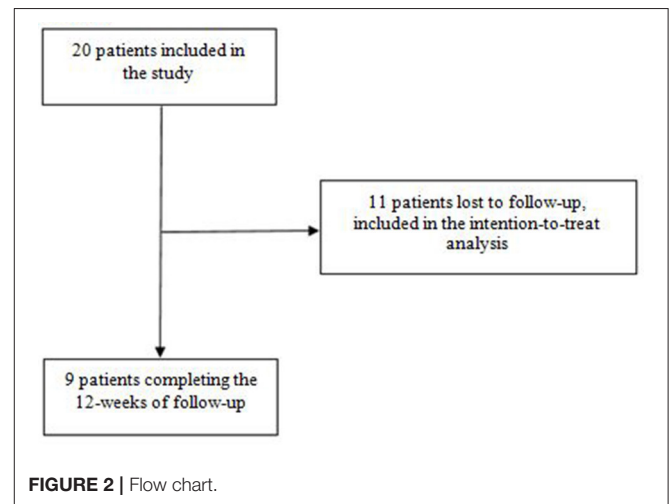 20 patients included in
the study
11 patients lost to follow-up,
included in the intention-to-treat
analysis
9 patients completing the
12-weeks of follow-up
FIGURE 2 | Flow chart.